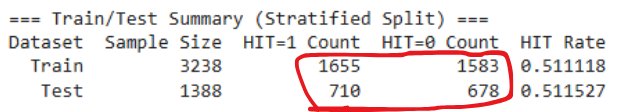 === Train/Test Summary (Stratified Split) ===
Dataset Sample Size HIT=1 Count HIT=0 Count HIT Rate
Train 3238 1655 1583 0.511118
Test 1388 710 678 0.511527